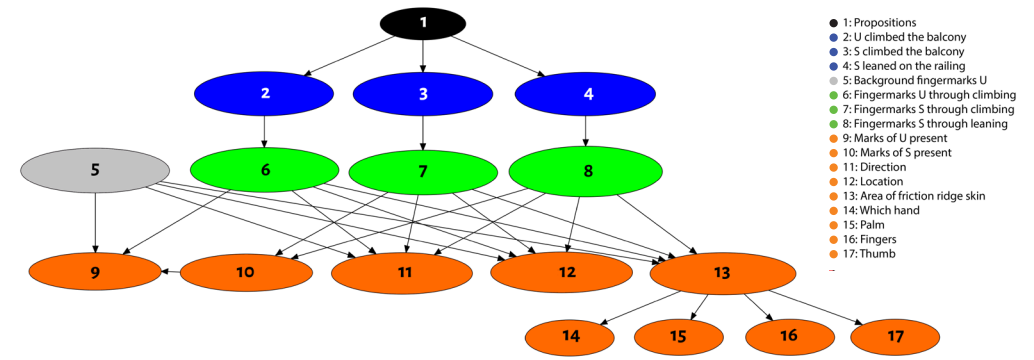 1
2
3
4
5
6
7
8
9
10
11
12
13
14
15
16
17
1: Propositions
2: U climbed the balcony
3: S climbed the balcony
4: S leaned on the railing
5: Background fingermarks U
6: Fingermarks U through climbing
7: Fingermarks S through climbing
8: Fingermarks S through leaning
9: Marks of U present
10: Marks of S present
11: Direction
12: Location
13: Area of friction ridge skin
14: Which hand
15: Palm
16: Fingers
17: Thumb